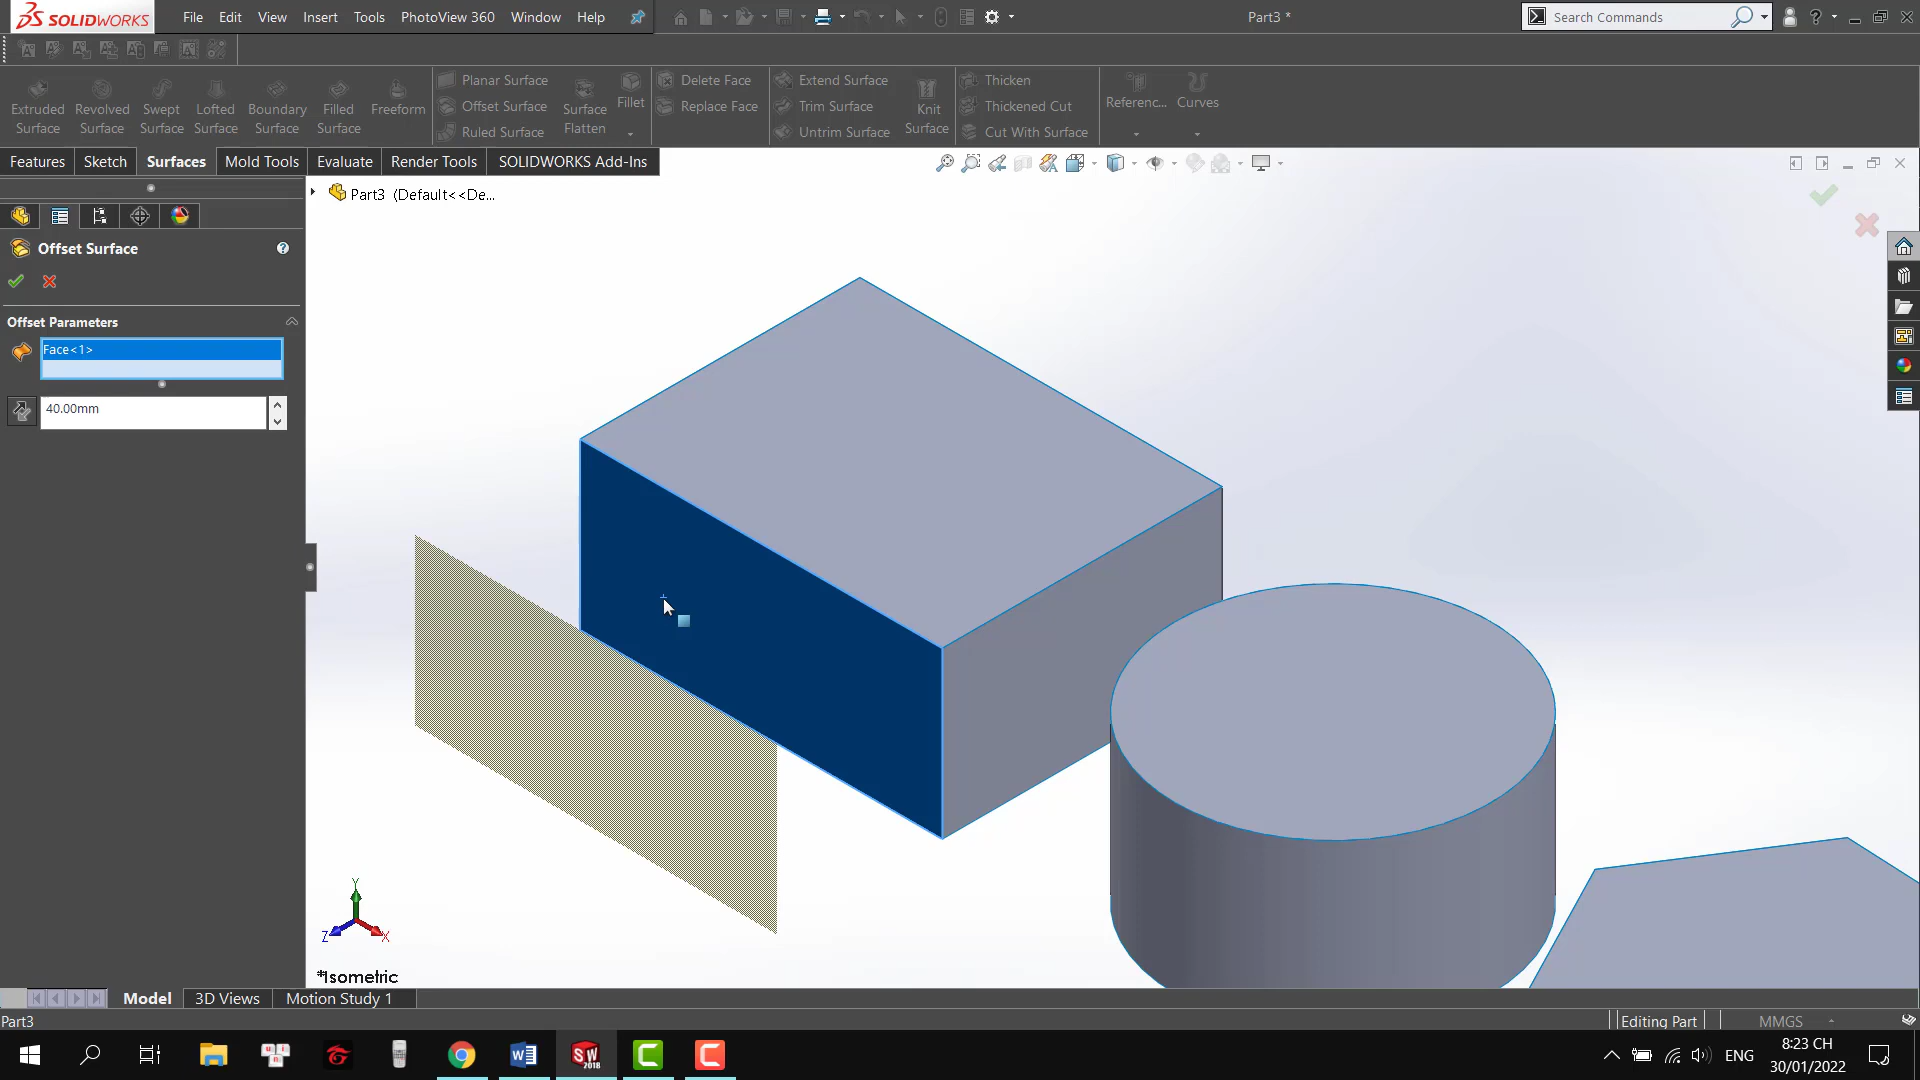 SOLIDWORKS File Edit View Insert Tools PhotoView 360 Window Help Part3 * Search Commands ?
Extruded Surface
Revolved Surface
Swept Surface
Lofted Surface
Boundary Surface
Filled Surface
Freeform
Planar Surface
Offset Surface
Ruled Surface
Surface Flatten
Fillet
Delete Face
Replace Face
Extend Surface
Trim Surface
Untrim Surface
Knit Surface
Thicken
Thickened Cut
Cut With Surface
Referenc...
Curves
Features Sketch Surfaces Mold Tools Evaluate Render Tools SOLIDWORKS Add-Ins
Part3 (Default<<De...
Offset Surface ?
Offset Parameters
Face<1>
40.00mm
Y
Z X
*Isometric
Model 3D Views Motion Study 1
Part3 Editing Part MMGS
SW 2018
ENG
8:23 CH
30/01/2022